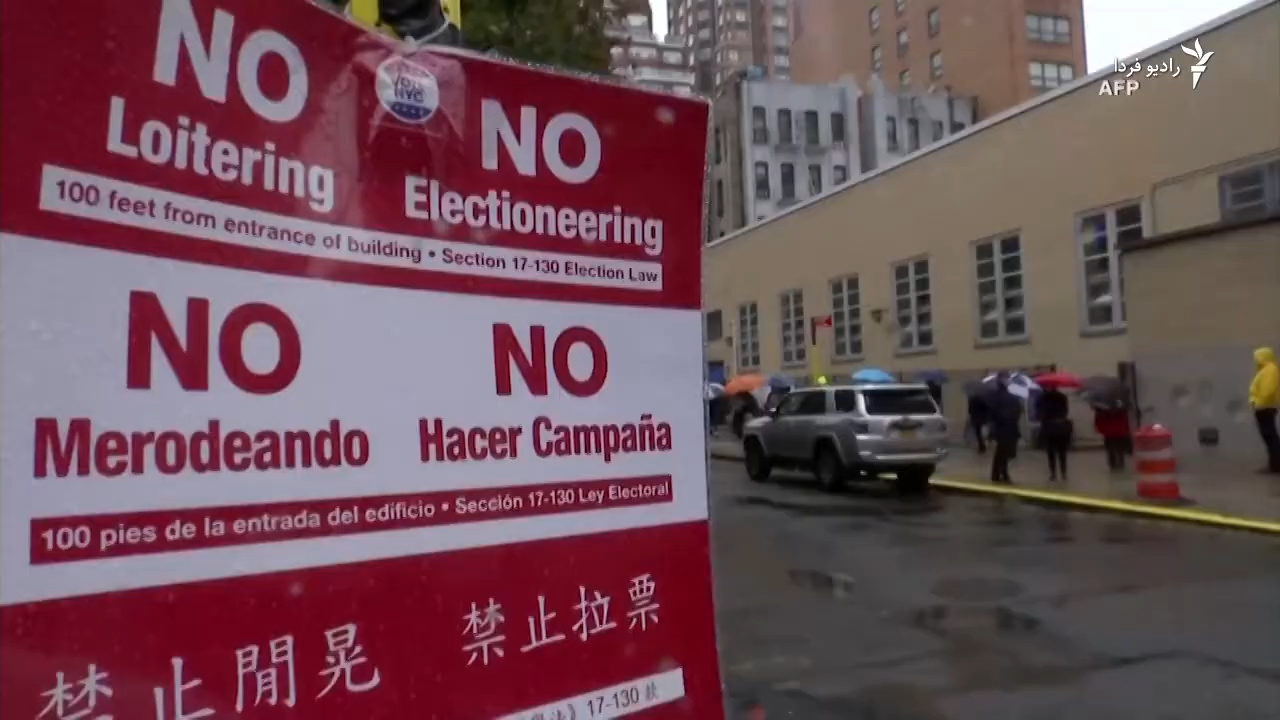 رادیو فردا
AFP
NO
Loitering
NO
Electioneering
100 feet from entrance of building • Section 17-130 Election Law
NO
Merodeando
NO
Hacer Campaña
100 pies de la entrada del edificio • Sección 17-130 Ley Electoral
禁止閒晃
禁止拉票
17-130 款